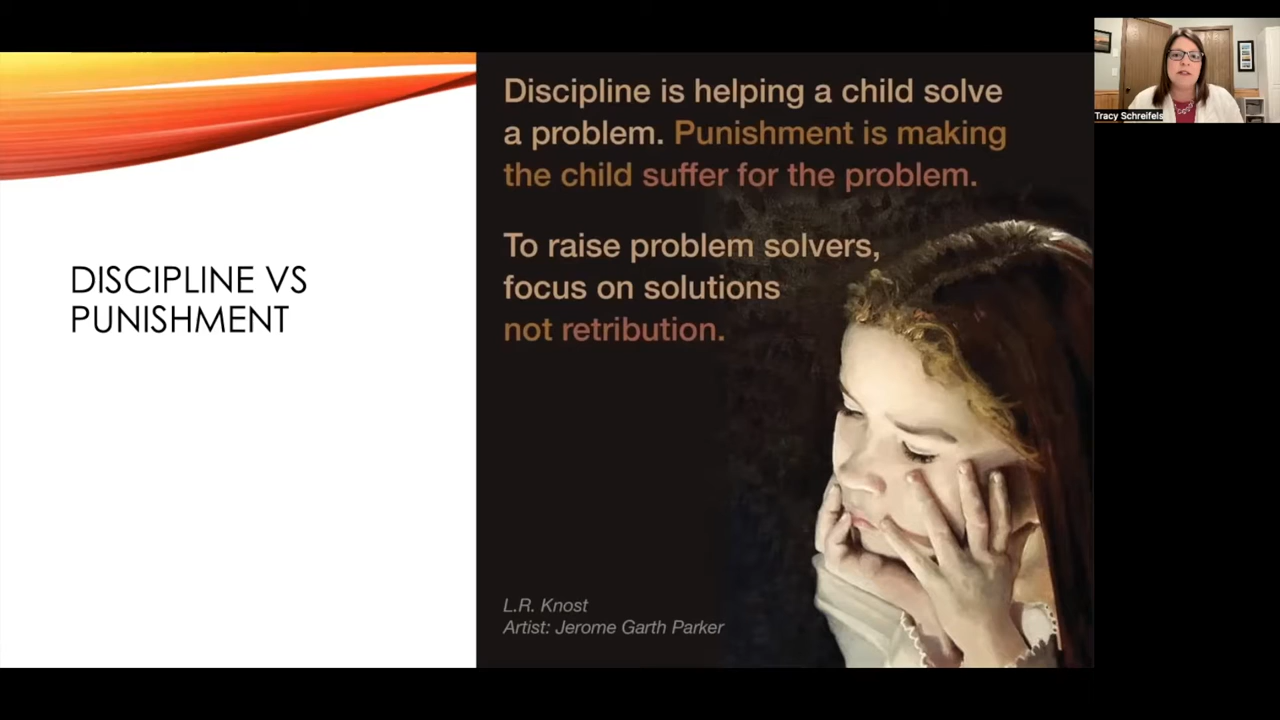 DISCIPLINE VS
PUNISHMENT
Discipline is helping a child solve
a problem. Punishment is making
the child suffer for the problem.
To raise problem solvers,
focus on solutions
not retribution.
L.R. Knost
Artist: Jerome Garth Parker
Tracy Schreifels